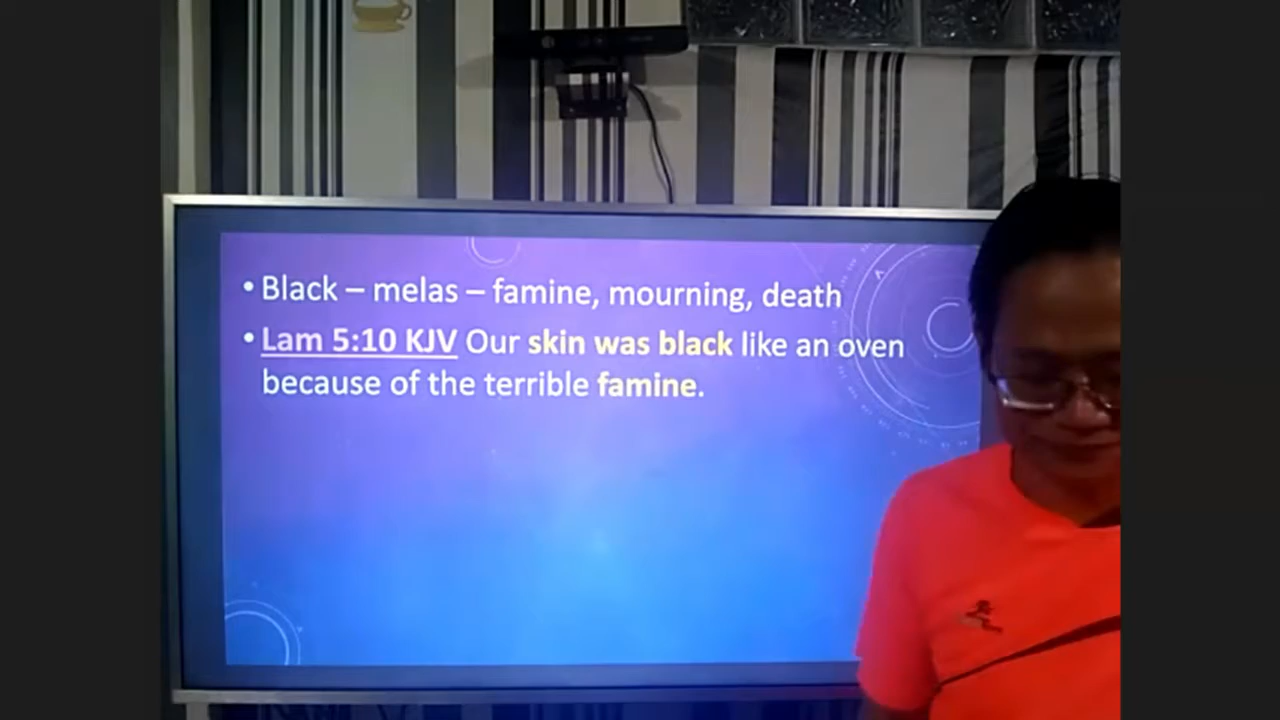 • Black – melas – famine, mourning, death
• Lam 5:10 KJV Our skin was black like an oven
because of the terrible famine.